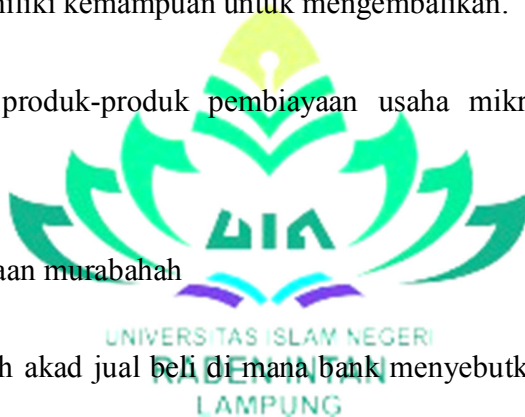 miliki kemampuan untuk mengembalikan.
produk-produk pembiayaan usaha mikr
UIN
aan murabahah
UNIVERSITAS ISLAM NEGERI
h akad jual beli di mana bank menyebutk
RADEN INTAN
LAMPUNG